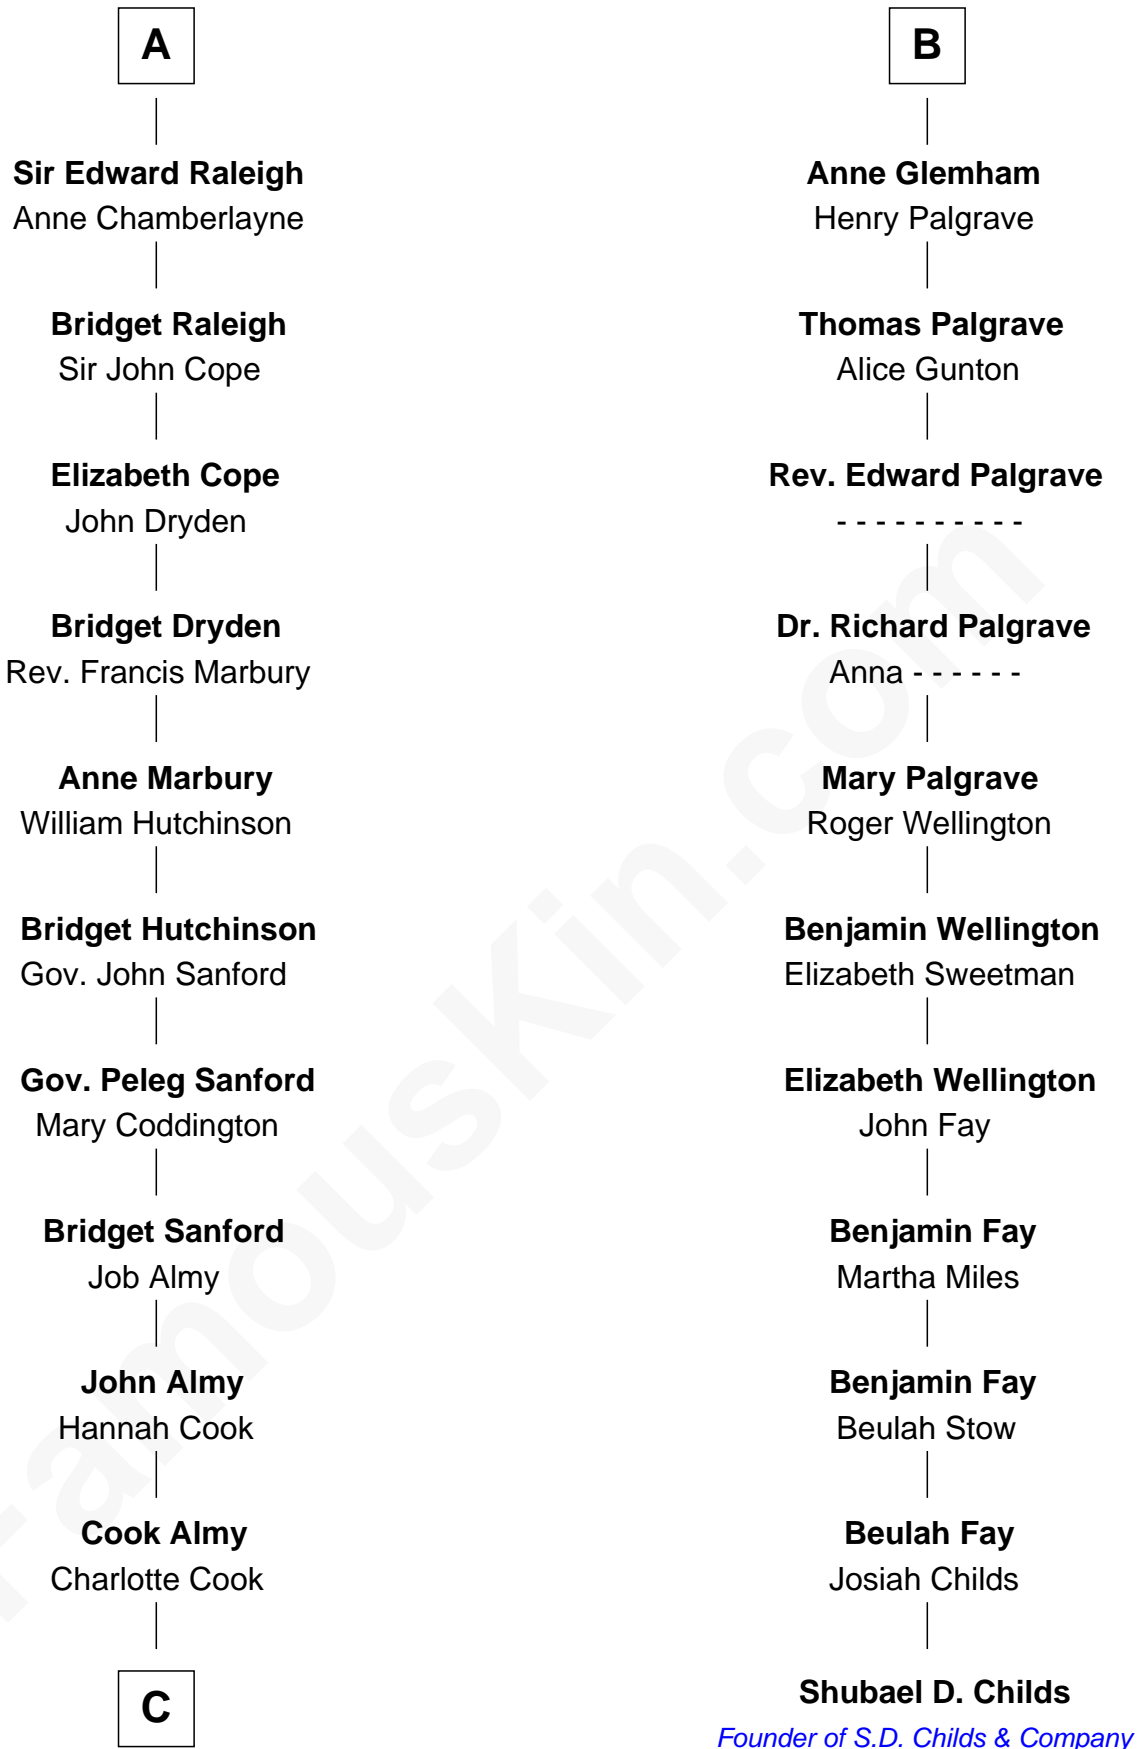 A
Sir Edward Raleigh
Anne Chamberlayne
Bridget Raleigh
Sir John Cope
Elizabeth Cope
John Dryden
Bridget Dryden
Rev. Francis Marbury
Anne Marbury
William Hutchinson
Bridget Hutchinson
Gov. John Sanford
Gov. Peleg Sanford
Mary Coddington
Bridget Sanford
Job Almy
John Almy
Hannah Cook
Cook Almy
Charlotte Cook
C
B
Anne Glemham
Henry Palgrave
Thomas Palgrave
Alice Gunton
Rev. Edward Palgrave
- - - - - - - - - -
Dr. Richard Palgrave
Anna - - - - - -
Mary Palgrave
Roger Wellington
Benjamin Wellington
Elizabeth Sweetman
Elizabeth Wellington
John Fay
Benjamin Fay
Martha Miles
Benjamin Fay
Beulah Stow
Beulah Fay
Josiah Childs
Shubael D. Childs
Founder of S.D. Childs & Company
FamousKin.com